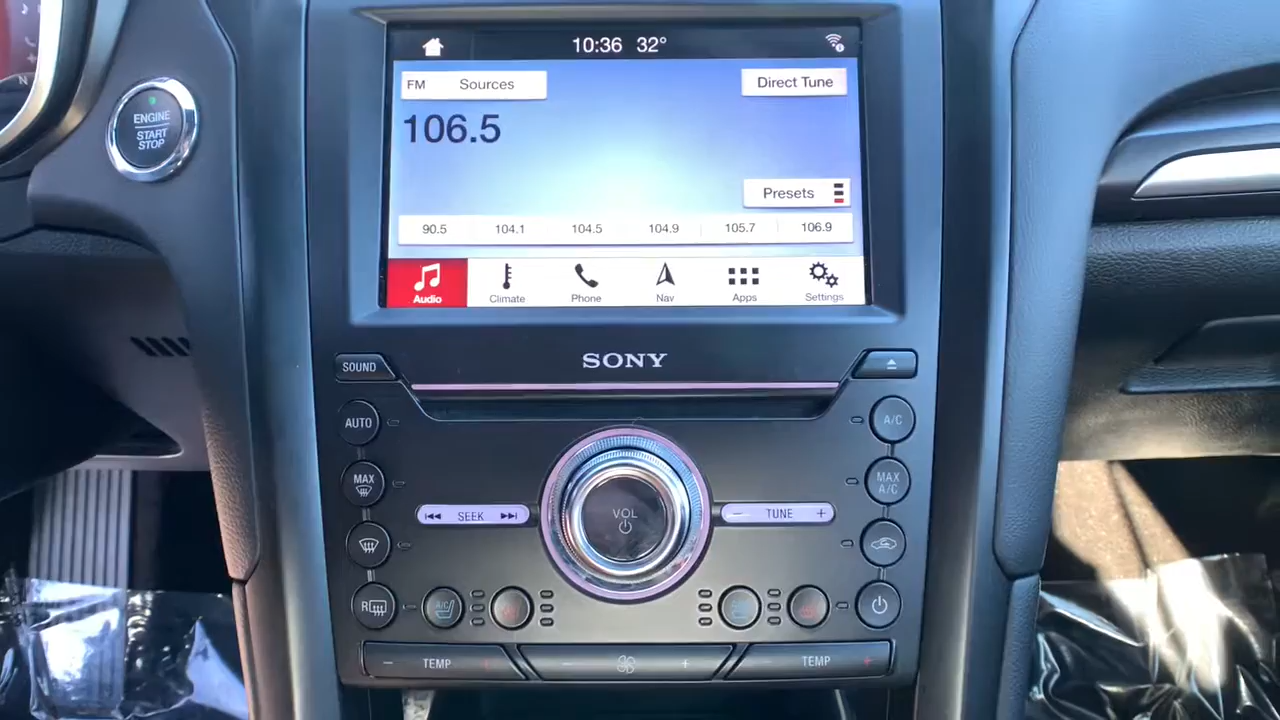 10:36 32°
FM Sources
Direct Tune
106.5
Presets
90.5 104.1 104.5 104.9 105.7 106.9
Audio Climate Phone Nav Apps Settings
ENGINE
START
STOP
N
SONY
SOUND
AUTO
A/C
MAX
MAX
A/C
SEEK
VOL
− TUNE +
R
A/C
− TEMP +
− +
− TEMP +